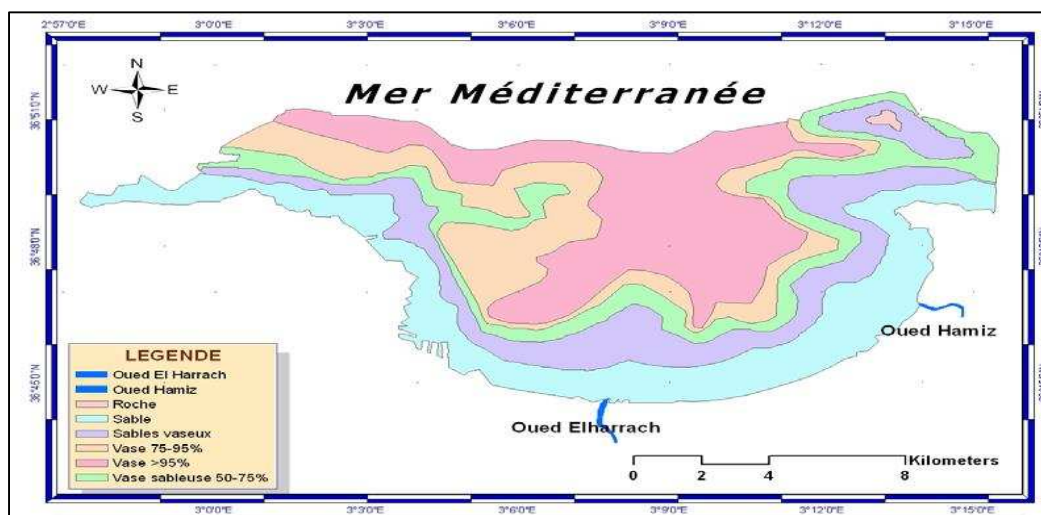 2°57'0"E 3°0'0"E 3°3'0"E 3°6'0"E 3°9'0"E 3°12'0"E 3°15'0"E
N
W E
S
Mer Méditerranée
36°51'0"N
36°48'0"N
36°45'0"N
Oued Hamiz
Oued Elharrach
LEGENDE
Oued El Harrach
Oued Hamiz
Roche
Sable
Sables vaseux
Vase 75-95%
Vase >95%
Vase sableuse 50-75%
Kilometers
0 2 4 8
3°0'0"E 3°3'0"E 3°6'0"E 3°9'0"E 3°12'0"E 3°15'0"E